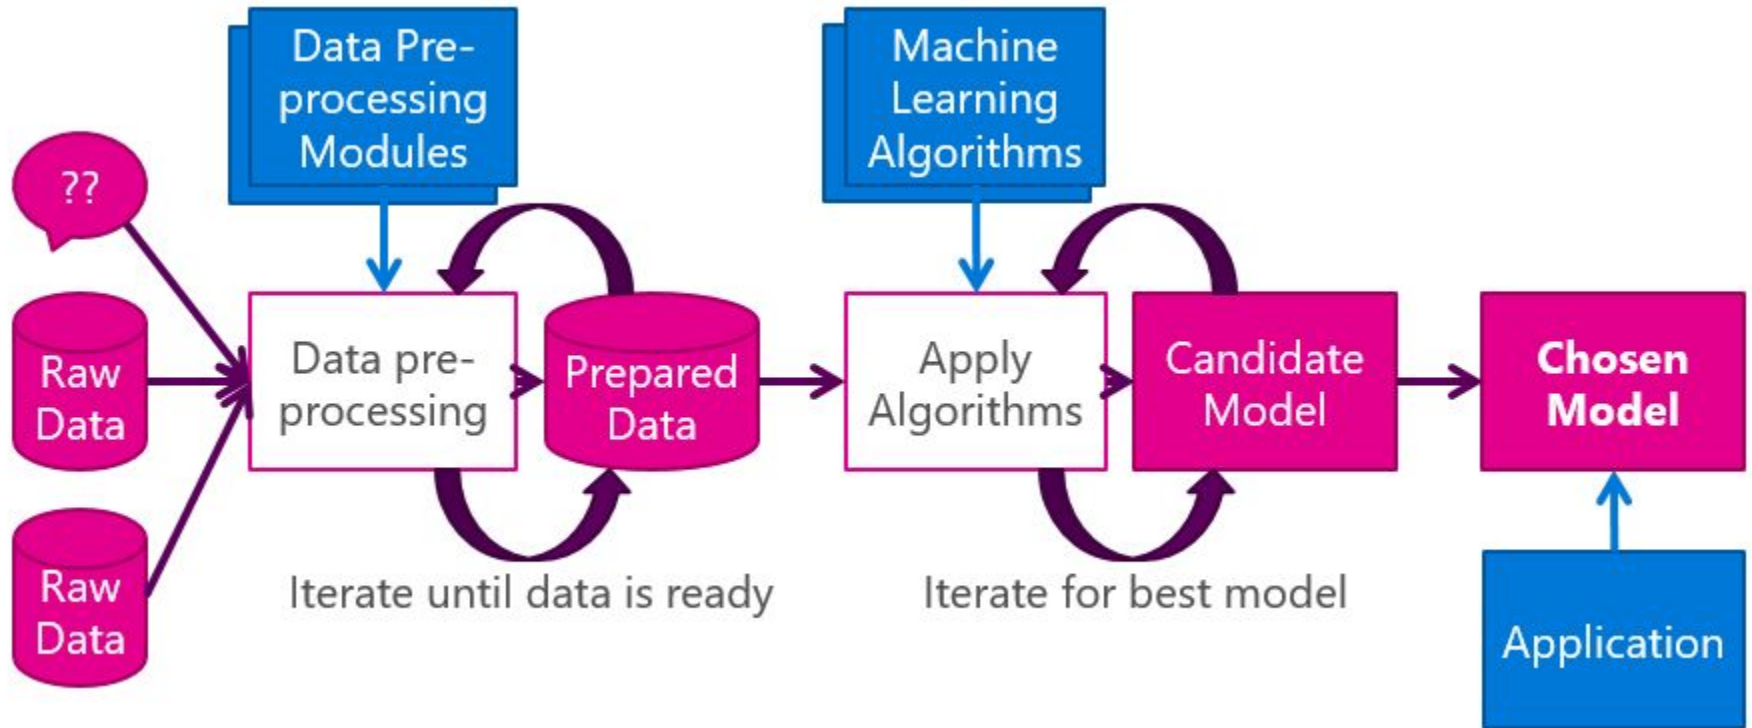 Data Pre-
processing
Modules
Machine
Learning
Algorithms
??
Raw
Data
Data pre-
processing
Prepared
Data
Apply
Algorithms
Candidate
Model
Chosen
Model
Raw
Data
Iterate until data is ready
Iterate for best model
Application